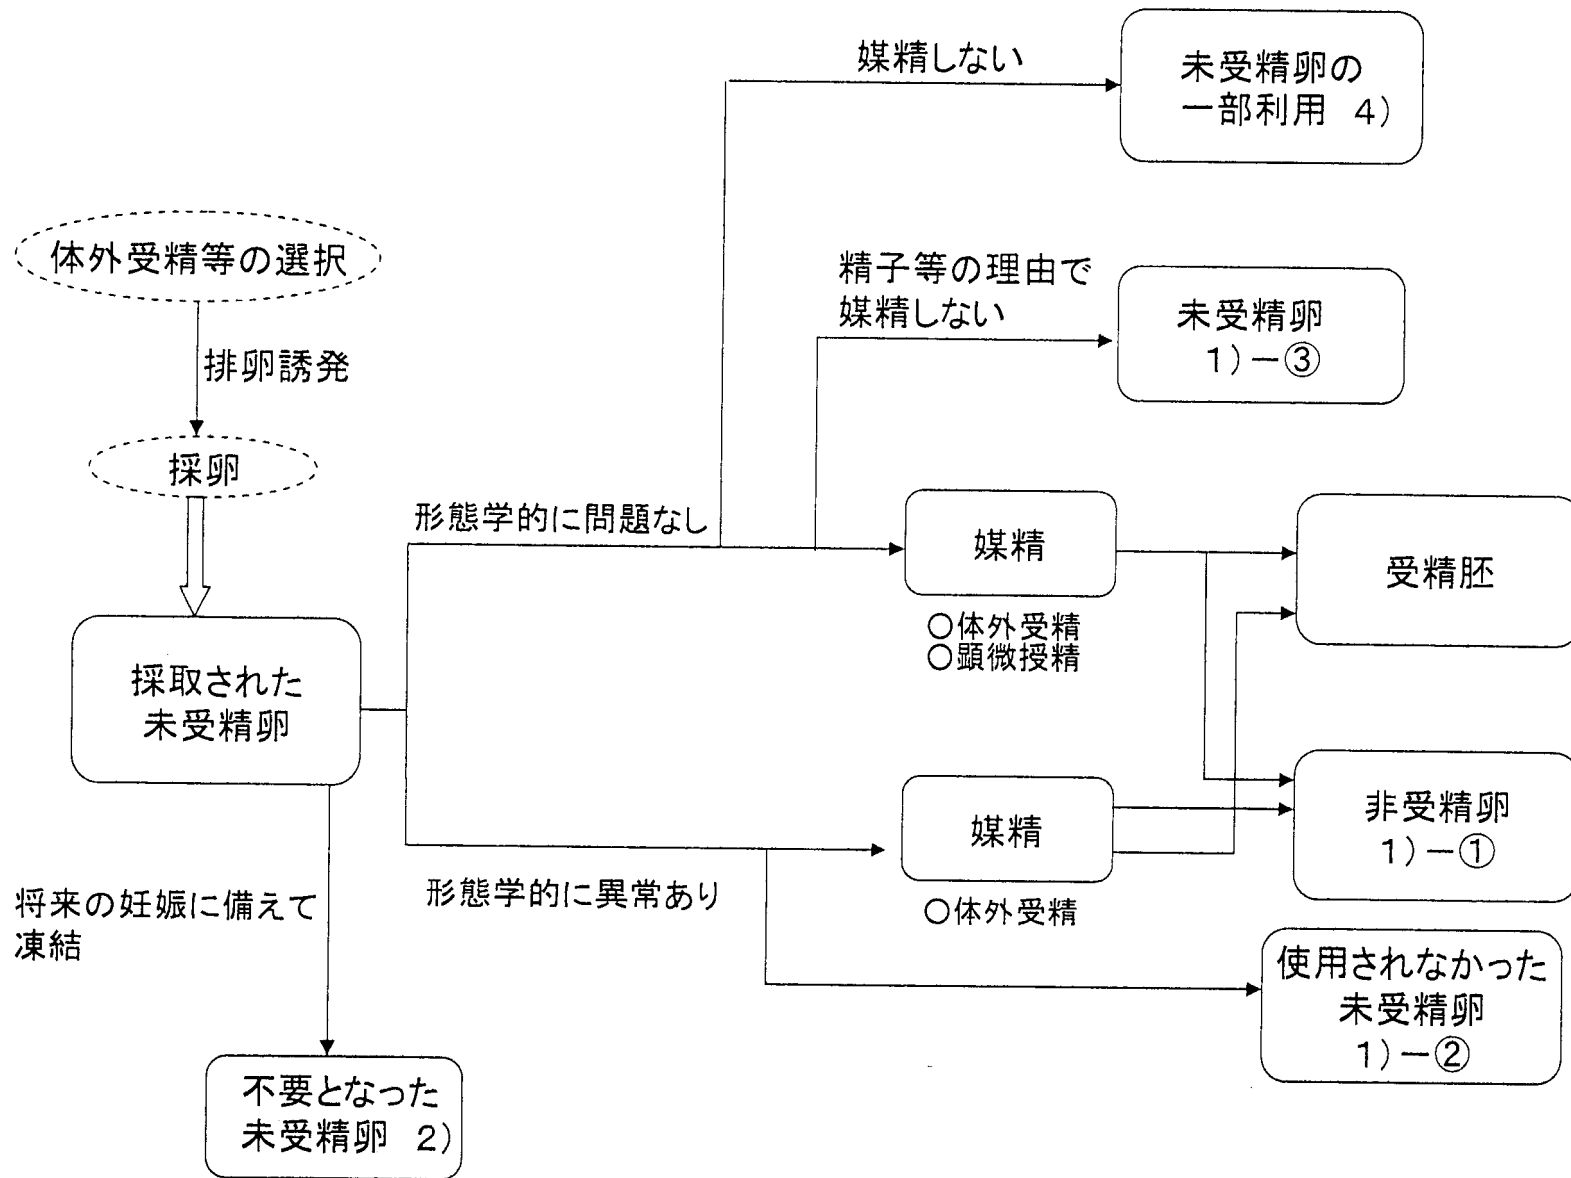 媒精しない
未受精卵の
一部利用 4)
体外受精等の選択
精子等の理由で
媒精しない
未受精卵
1)－③
排卵誘発
採卵
形態学的に問題なし
媒精
○体外受精
○顕微授精
受精胚
採取された
未受精卵
媒精
○体外受精
非受精卵
1)－①
形態学的に異常あり
将来の妊娠に備えて
凍結
使用されなかった
未受精卵
1)－②
不要となった
未受精卵 2)